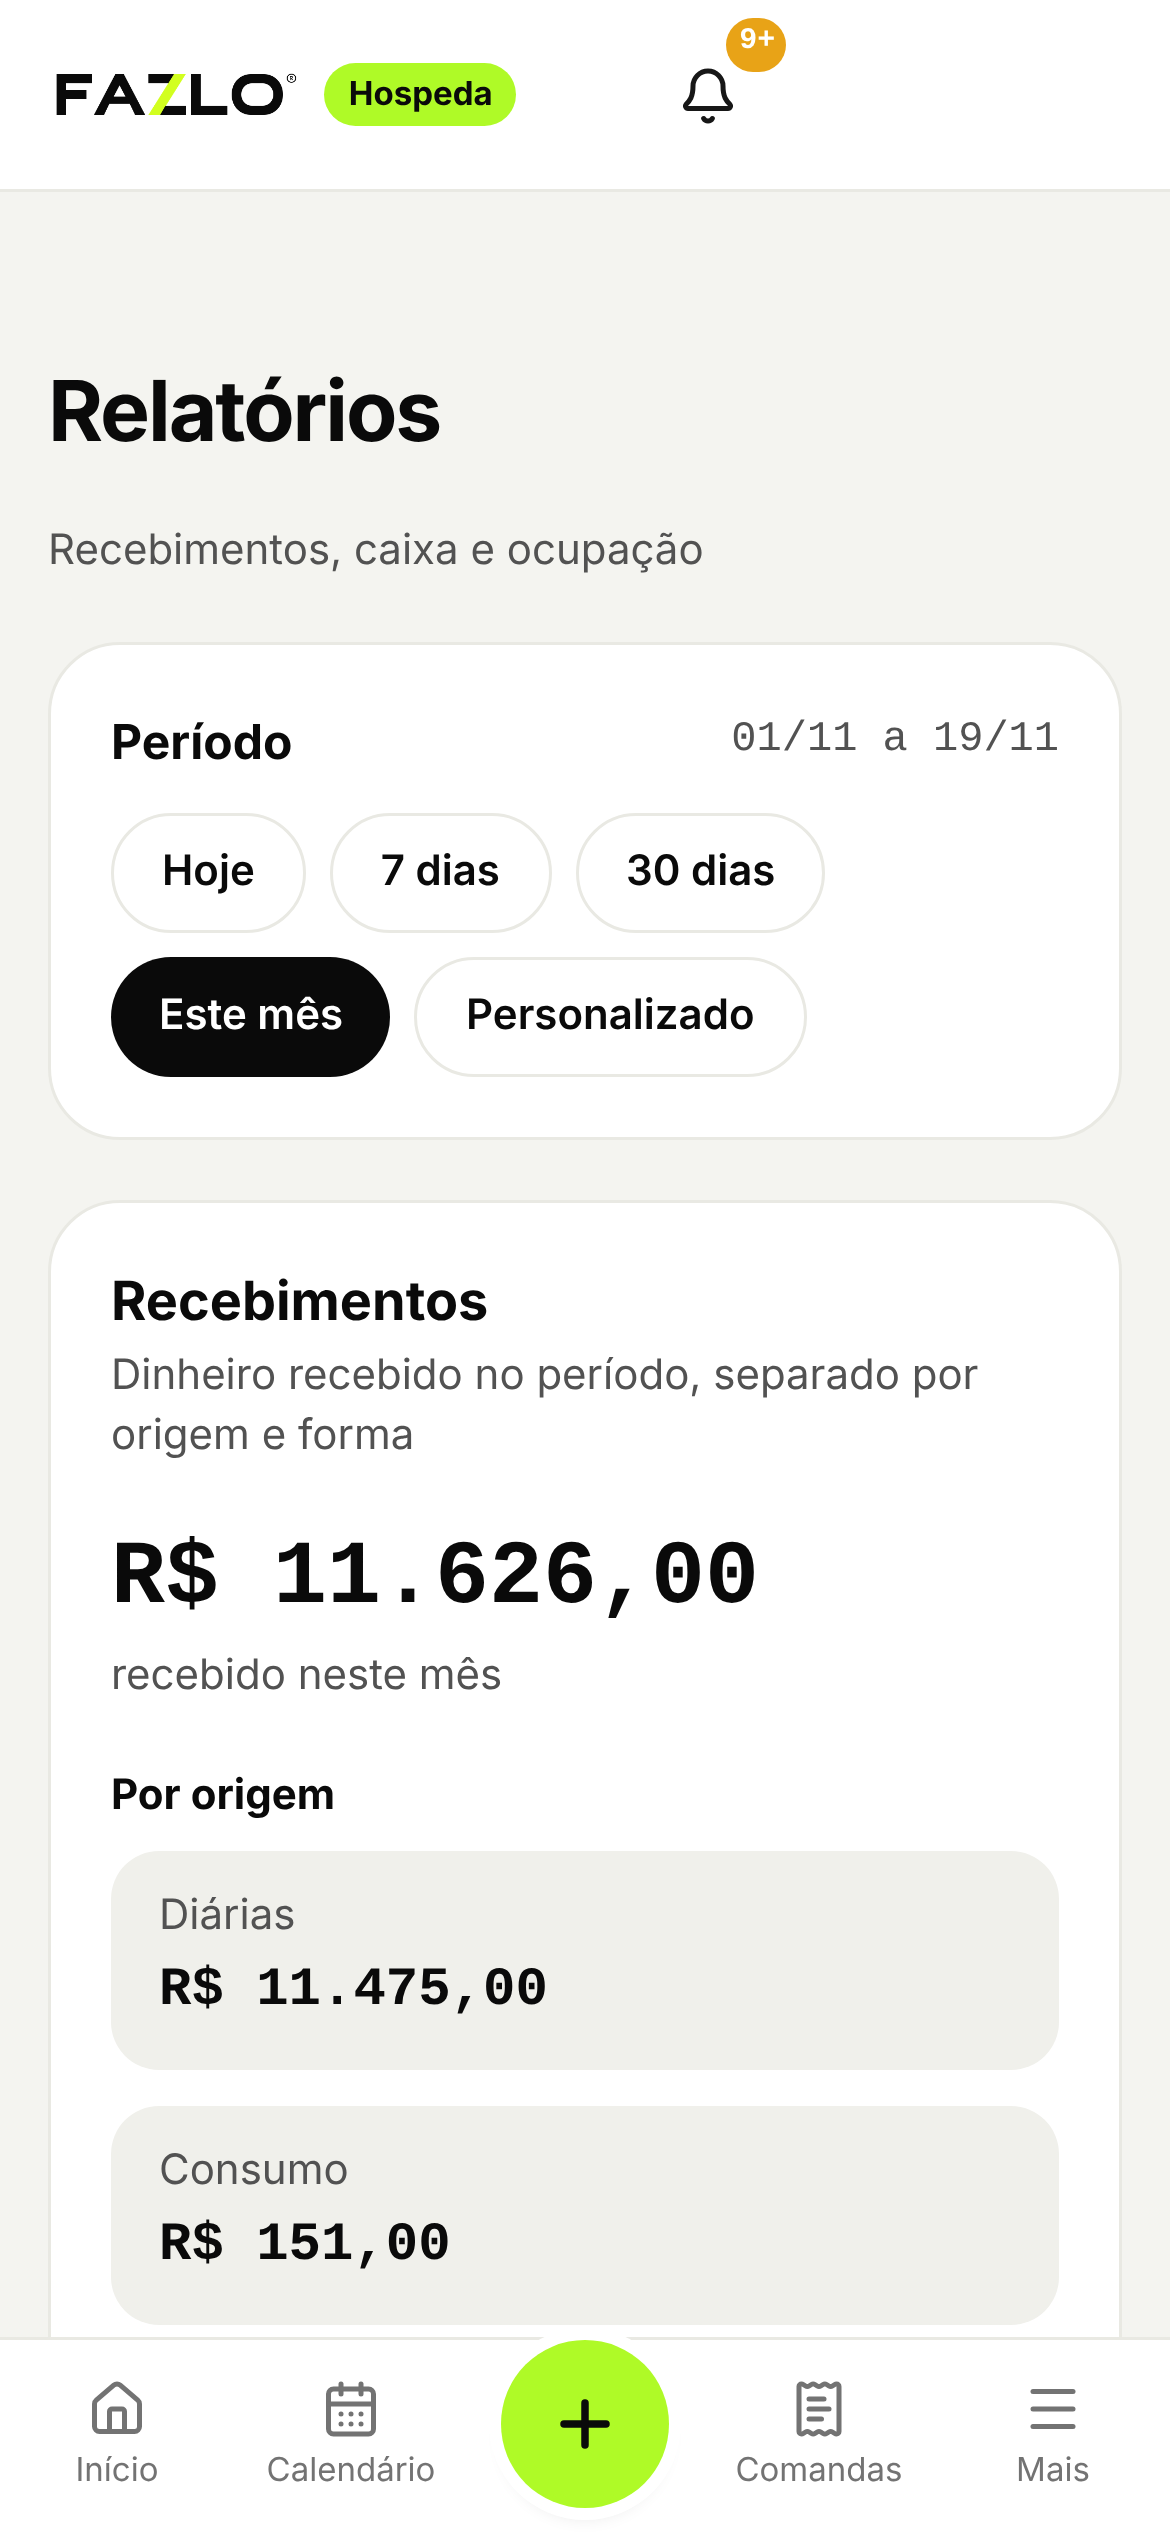 FAZLO® Hospeda
9+
Relatórios
Recebimentos, caixa e ocupação
Período 01/11 a 19/11
Hoje 7 dias 30 dias
Este mês Personalizado
Recebimentos
Dinheiro recebido no período, separado por
origem e forma
R$ 11.626,00
recebido neste mês
Por origem
Diárias
R$ 11.475,00
Consumo
R$ 151,00
Início Calendário Comandas Mais